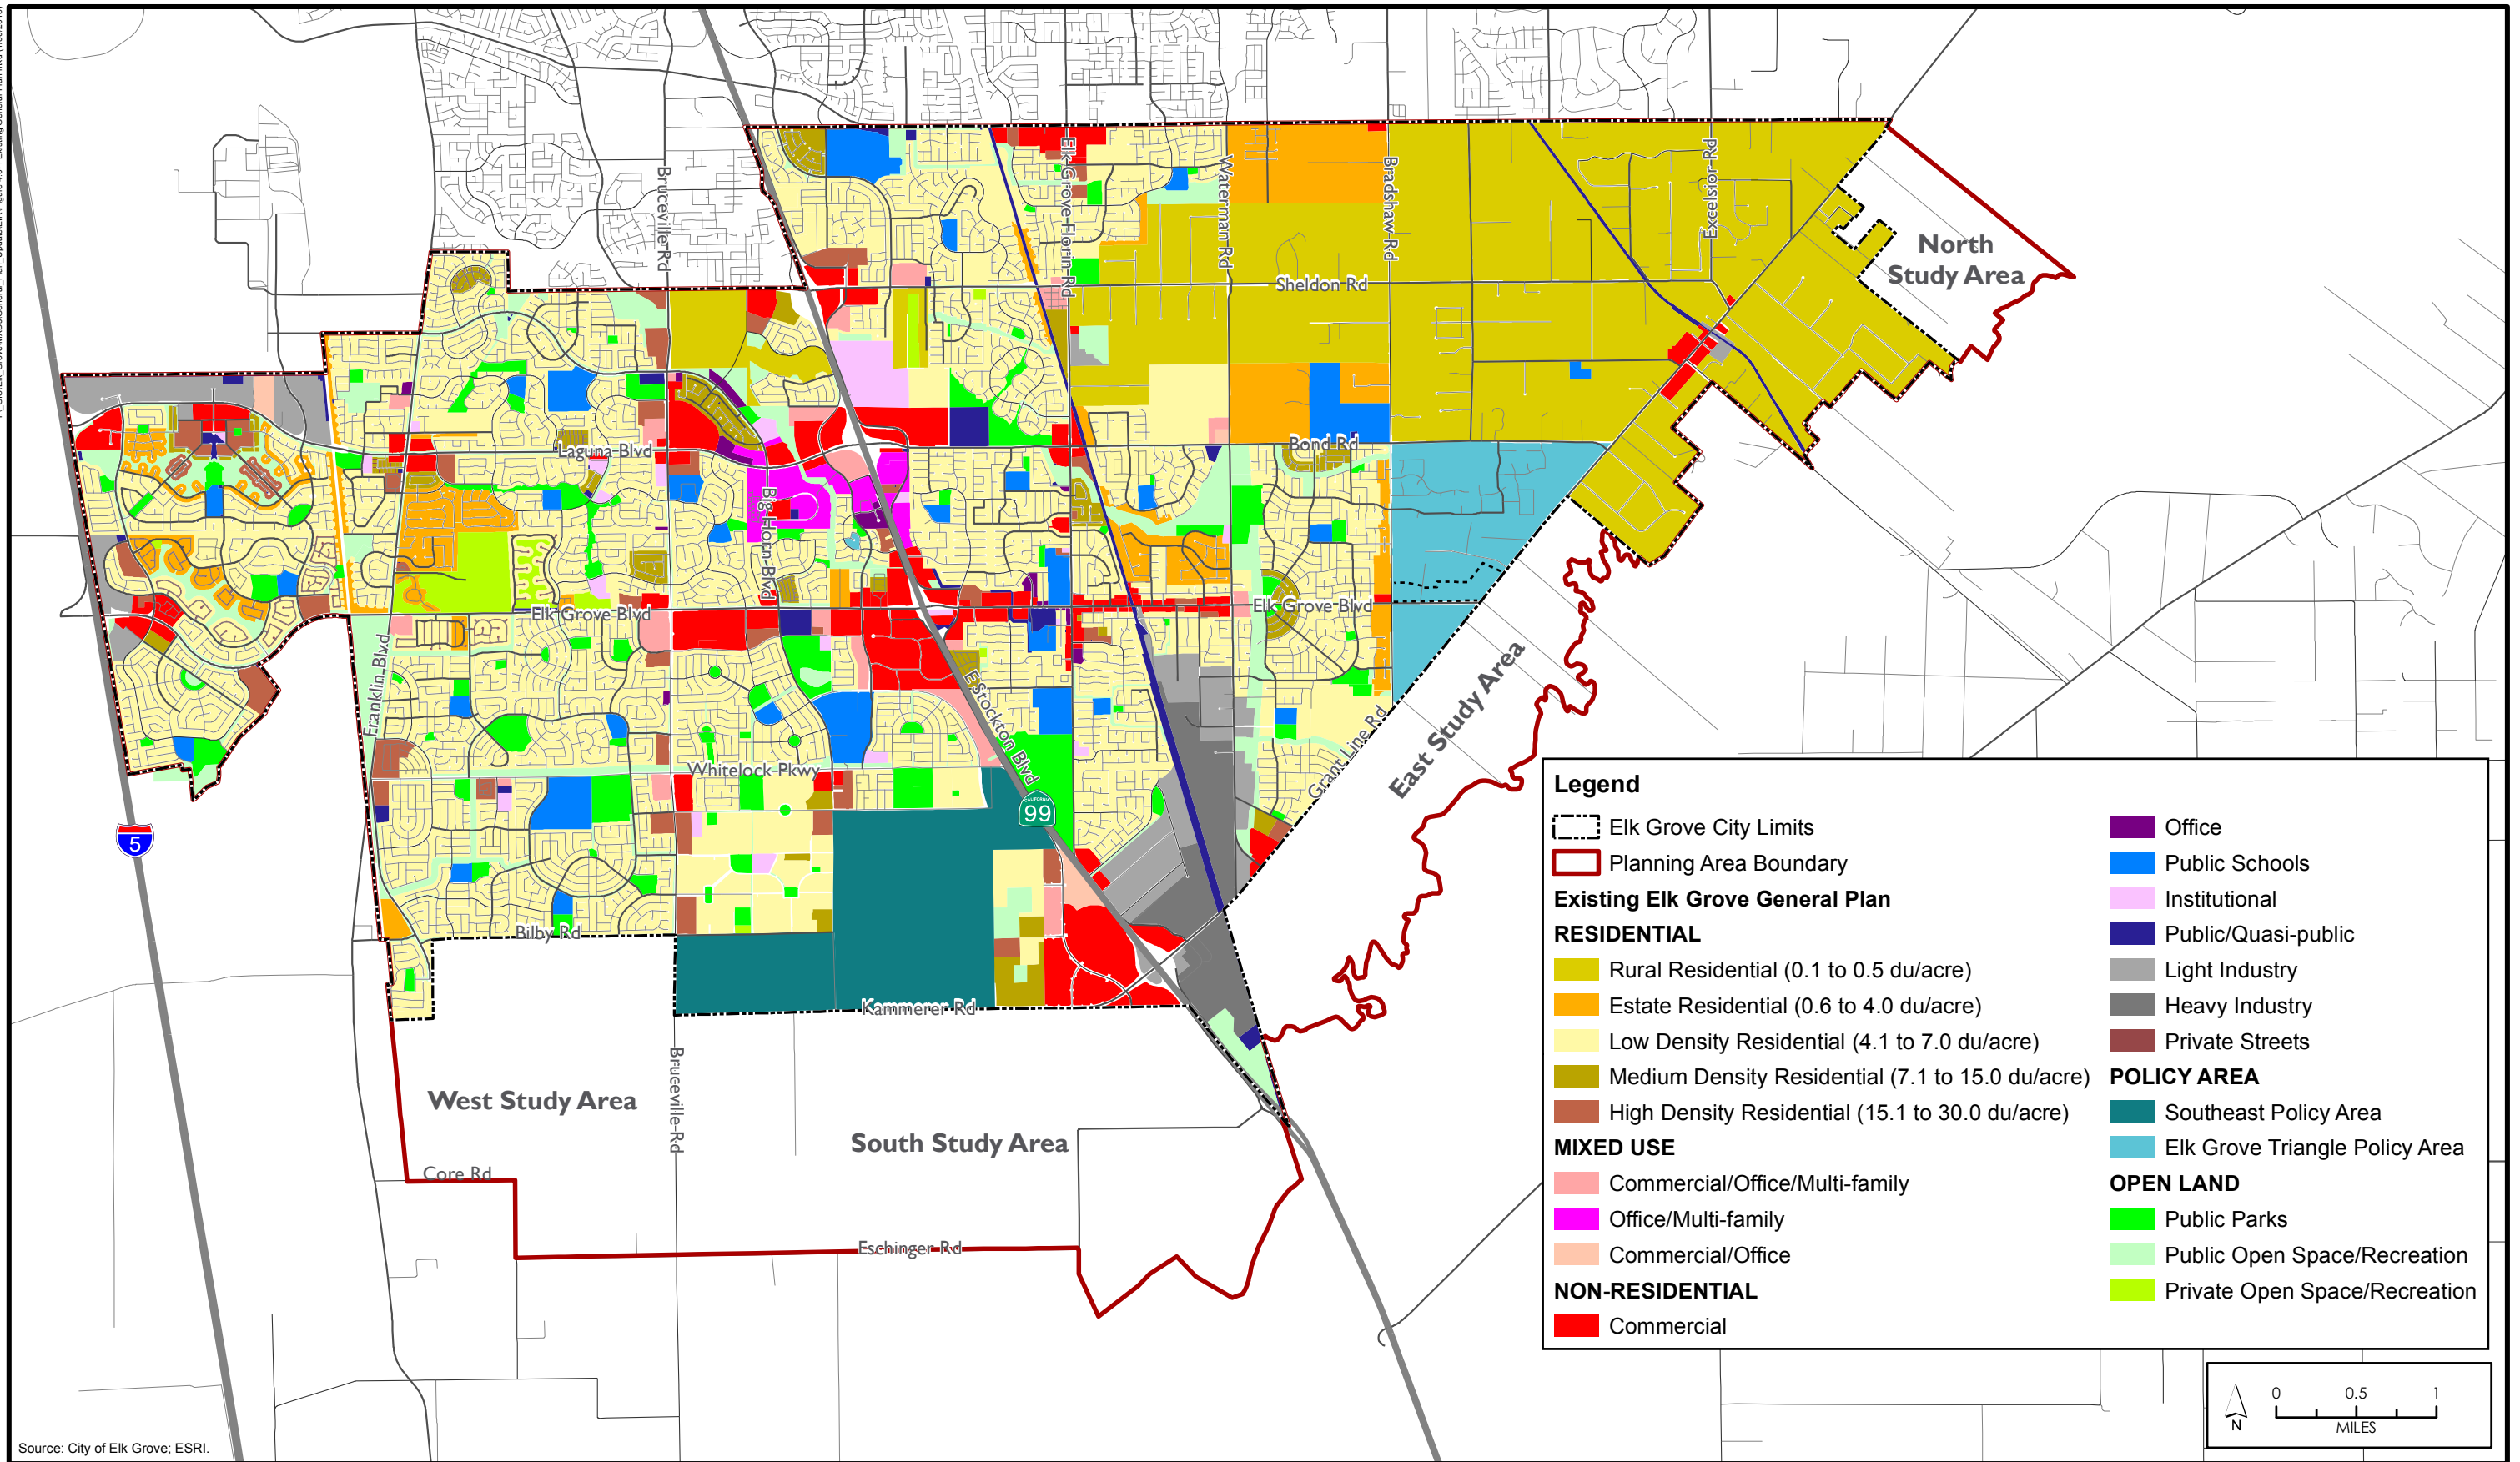 Elk Grove-Florin Rd
Waterman Rd
Bradshaw Rd
Excelsior Rd
Bruceville Rd
North
Study Area
Sheldon Rd
Laguna Blvd
Bond Rd
Big Horn Blvd
Elk Grove Blvd
Elk Grove Blvd
Franklin Blvd
E Stockton Blvd
Grant Line Rd
East Study Area
Whitelock Pkwy
CALIFORNIA
99
5
Bilby Rd
Kammerer Rd
Bruceville Rd
West Study Area
South Study Area
Core Rd
Eschinger Rd
Legend
Elk Grove City Limits
Planning Area Boundary
Existing Elk Grove General Plan
RESIDENTIAL
Rural Residential (0.1 to 0.5 du/acre)
Estate Residential (0.6 to 4.0 du/acre)
Low Density Residential (4.1 to 7.0 du/acre)
Medium Density Residential (7.1 to 15.0 du/acre)
High Density Residential (15.1 to 30.0 du/acre)
MIXED USE
Commercial/Office/Multi-family
Office/Multi-family
Commercial/Office
NON-RESIDENTIAL
Commercial
Office
Public Schools
Institutional
Public/Quasi-public
Light Industry
Heavy Industry
Private Streets
POLICY AREA
Southeast Policy Area
Elk Grove Triangle Policy Area
OPEN LAND
Public Parks
Public Open Space/Recreation
Private Open Space/Recreation
0 0.5 1
MILES
N
Source: City of Elk Grove; ESRI.